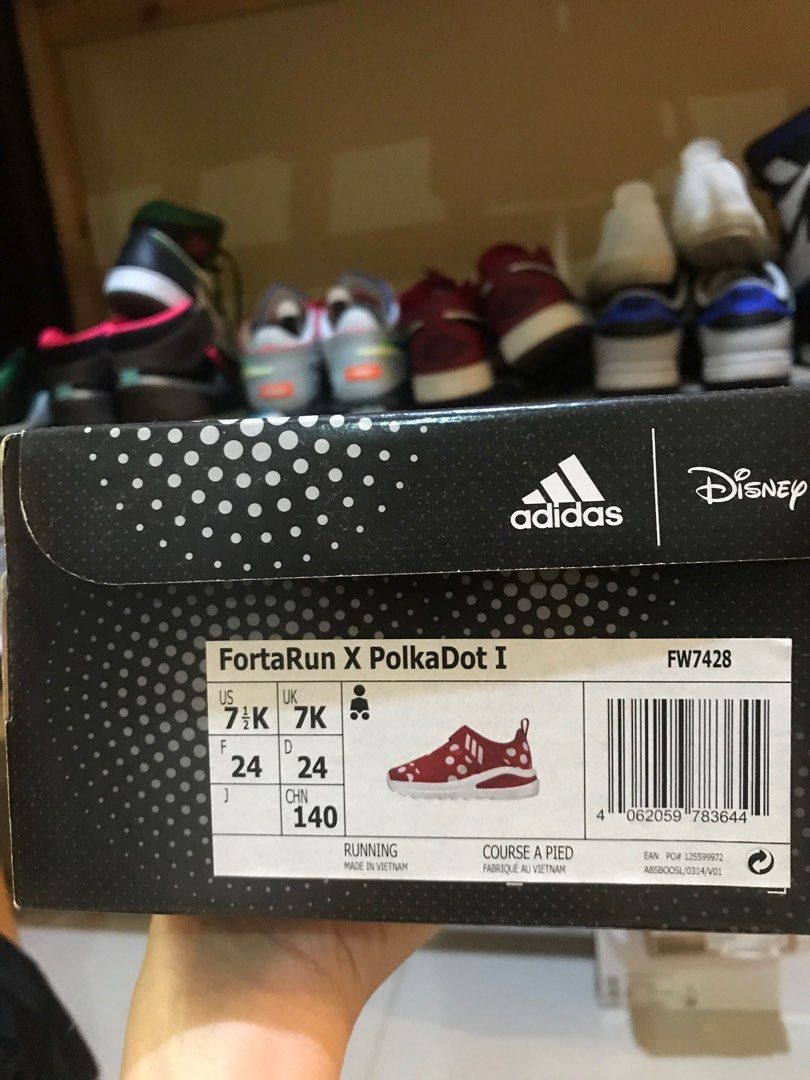 adidas
Disney
FortaRun X PolkaDot I
FW7428
US
7½K
UK
7K
F
24
D
24
J
CHN
140
4 062059 783644
RUNNING
MADE IN VIETNAM
COURSE A PIED
FABRIQUÉ AU VIETNAM
EAN PO# 125599972
ABSBOOSL/0314/V01